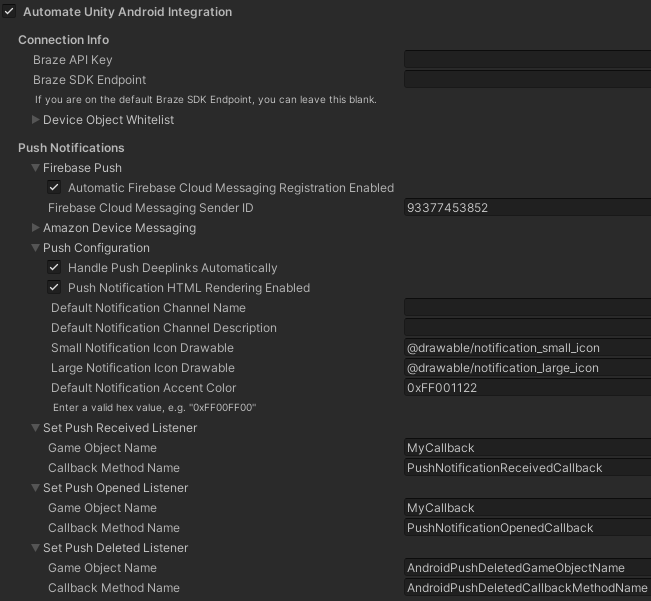 Automate Unity Android Integration
Connection Info
Braze API Key
Braze SDK Endpoint
If you are on the default Braze SDK Endpoint, you can leave this blank.
Device Object Whitelist
Push Notifications
Firebase Push
Automatic Firebase Cloud Messaging Registration Enabled
Firebase Cloud Messaging Sender ID 93377453852
Amazon Device Messaging
Push Configuration
Handle Push Deeplinks Automatically
Push Notification HTML Rendering Enabled
Default Notification Channel Name
Default Notification Channel Description
Small Notification Icon Drawable @drawable/notification_small_icon
Large Notification Icon Drawable @drawable/notification_large_icon
Default Notification Accent Color 0xFF001122
Enter a valid hex value, e.g. "0xFF00FF00"
Set Push Received Listener
Game Object Name MyCallback
Callback Method Name PushNotificationReceivedCallback
Set Push Opened Listener
Game Object Name MyCallback
Callback Method Name PushNotificationOpenedCallback
Set Push Deleted Listener
Game Object Name AndroidPushDeletedGameObjectName
Callback Method Name AndroidPushDeletedCallbackMethodName